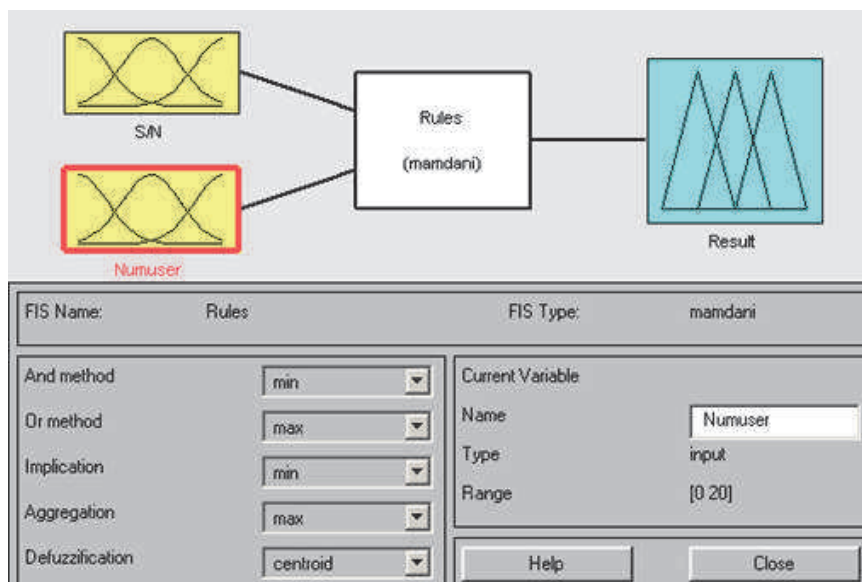 S/N
Rules
(mamdani)
Numuser
Result
FIS Name: Rules FIS Type: mamdani
And method min
Or method max
Implication min
Aggregation max
Defuzzification centroid
Current Variable
Name Numuser
Type input
Range [0 20]
Help Close